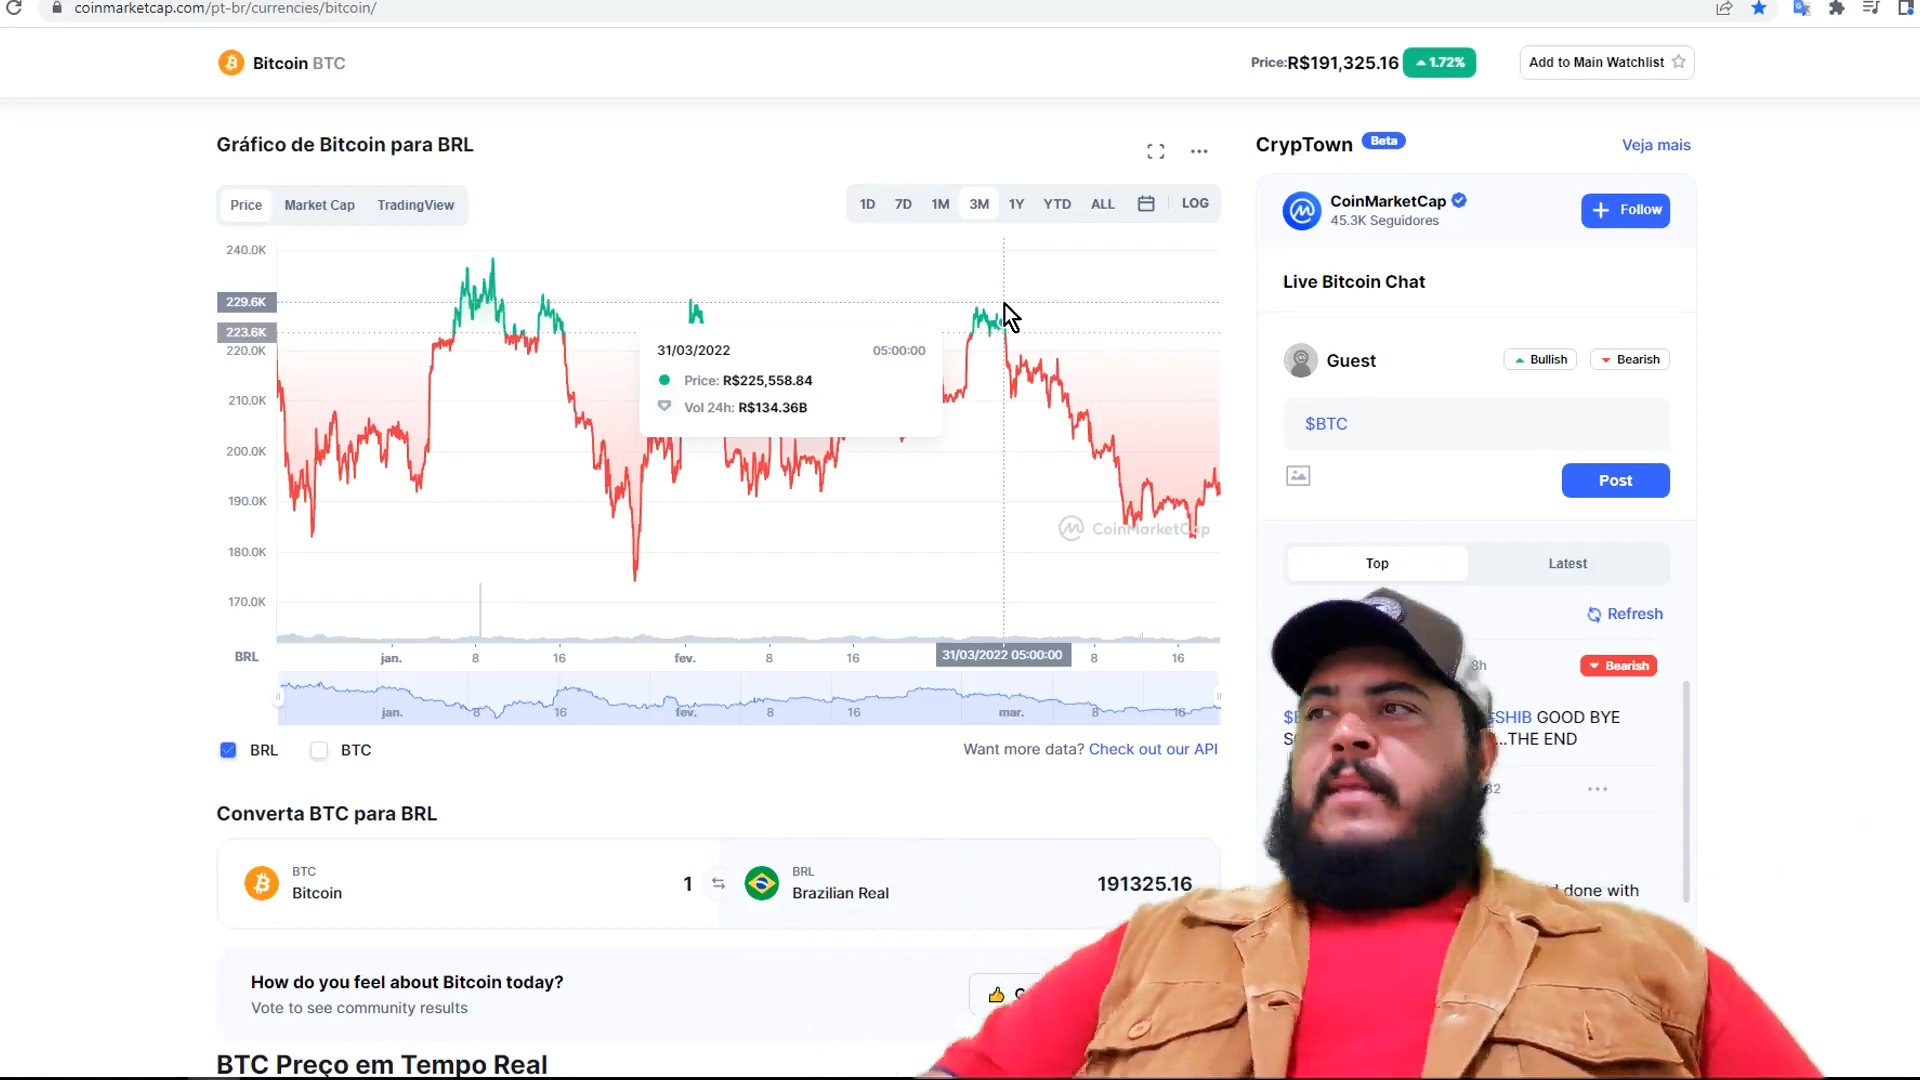 coinmarketcap.com/pt-br/currencies/bitcoin/
Bitcoin BTC
Price:R$191,325.16 1.72%
Add to Main Watchlist
Gráfico de Bitcoin para BRL
Price Market Cap TradingView
1D 7D 1M 3M 1Y YTD ALL LOG
240.0K
229.6K
223.6K
220.0K
210.0K
200.0K
190.0K
180.0K
170.0K
31/03/2022 05:00:00
Price: R$225,558.84
Vol 24h: R$134.36B
CoinMarketCap
BRL jan. 8 16 fev. 8 16 31/03/2022 05:00:00 8 16
jan. 8 16 fev. 8 16 mar. 8 16
BRL BTC
Want more data? Check out our API
Converta BTC para BRL
BTC
Bitcoin
1
BRL
Brazilian Real
191325.16
How do you feel about Bitcoin today?
Vote to see community results
BTC Preço em Tempo Real
CrypTown Beta
Veja mais
CoinMarketCap
45.3K Seguidores
Follow
Live Bitcoin Chat
Guest
Bullish
Bearish
$BTC
Post
Top Latest
Refresh
8h
Bearish
SHIB GOOD BYE
...THE END
done with